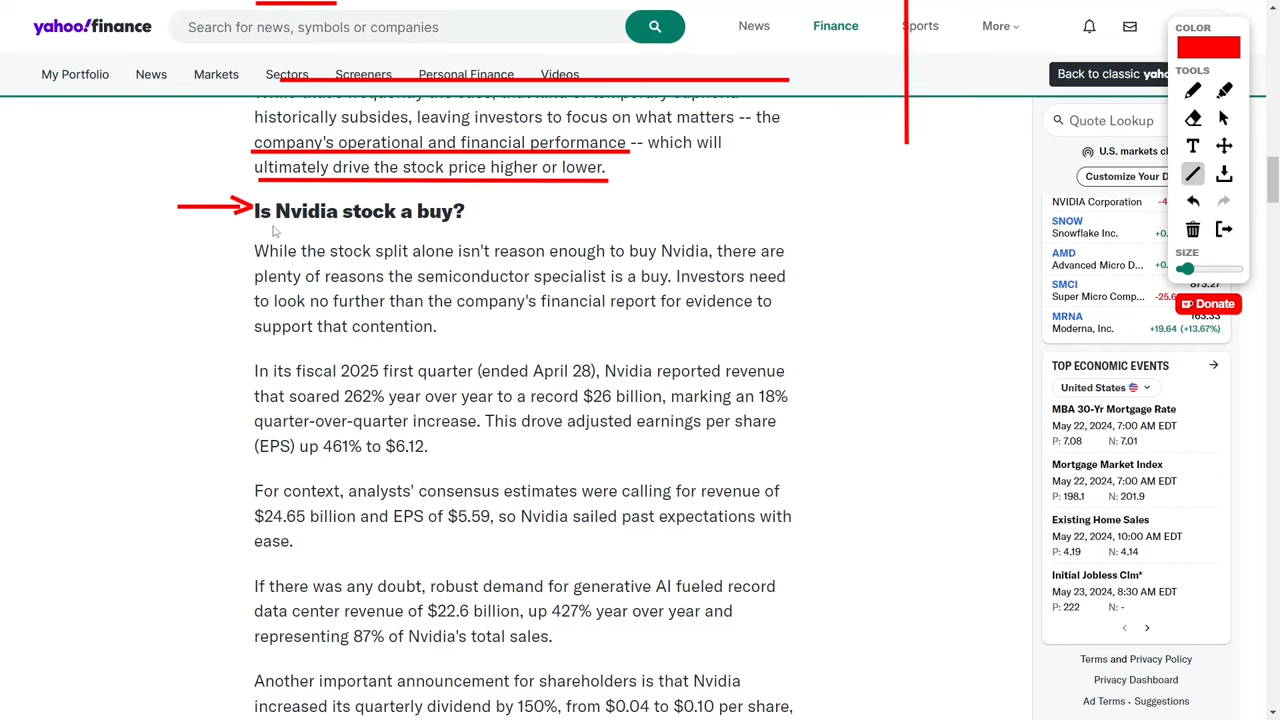 yahoo!finance
Search for news, symbols or companies
News
Finance
Sports
More
My Portfolio
News
Markets
Sectors
Screeners
Personal Finance
Videos
Back to classic
historically subsides, leaving investors to focus on what matters -- the
company's operational and financial performance -- which will
ultimately drive the stock price higher or lower.
Is Nvidia stock a buy?
While the stock split alone isn't reason enough to buy Nvidia, there are
plenty of reasons the semiconductor specialist is a buy. Investors need
to look no further than the company's financial report for evidence to
support that contention.
In its fiscal 2025 first quarter (ended April 28), Nvidia reported revenue
that soared 262% year over year to a record $26 billion, marking an 18%
quarter-over-quarter increase. This drove adjusted earnings per share
(EPS) up 461% to $6.12.
For context, analysts' consensus estimates were calling for revenue of
$24.65 billion and EPS of $5.59, so Nvidia sailed past expectations with
ease.
If there was any doubt, robust demand for generative AI fueled record
data center revenue of $22.6 billion, up 427% year over year and
representing 87% of Nvidia's total sales.
Another important announcement for shareholders is that Nvidia
increased its quarterly dividend by 150%, from $0.04 to $0.10 per share,
Quote Lookup
U.S. markets
Customize Your
NVIDIA Corporation
SNOW
Snowflake Inc.
AMD
Advanced Micro D...
SMCI
Super Micro Comp...
MRNA
Moderna, Inc.
+19.64 (+13.67%)
TOP ECONOMIC EVENTS
United States
MBA 30-Yr Mortgage Rate
May 22, 2024, 7:00 AM EDT
P: 7.08 N: 7.01
Mortgage Market Index
May 22, 2024, 7:00 AM EDT
P: 198.1 N: 201.9
Existing Home Sales
May 22, 2024, 10:00 AM EDT
P: 4.19 N: 4.14
Initial Jobless Clm*
May 23, 2024, 8:30 AM EDT
P: 222 N: -
Terms and Privacy Policy
Privacy Dashboard
Ad Terms • Suggestions
COLOR
TOOLS
SIZE
Donate